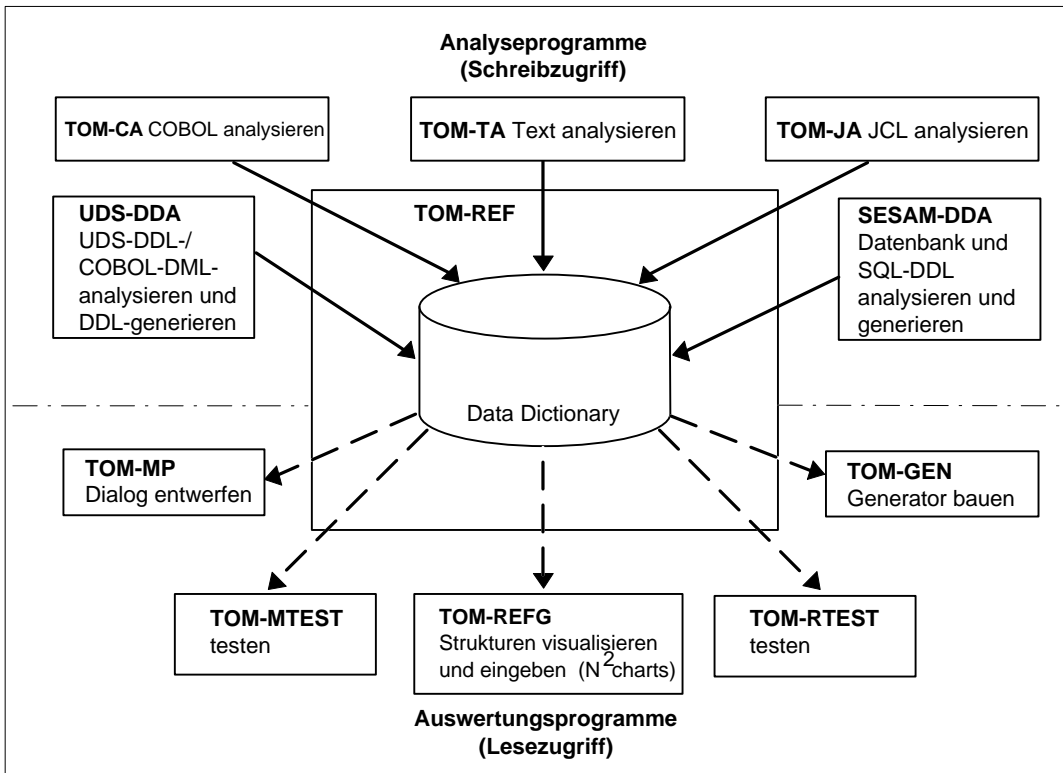 Analyseprogramme
(Schreibzugriff)
TOM-CA COBOL analysieren
TOM-TA Text analysieren
TOM-JA JCL analysieren
UDS-DDA
UDS-DDL-/
COBOL-DML-
analysieren und
DDL-generieren
TOM-REF
SESAM-DDA
Datenbank und
SQL-DDL
analysieren und
generieren
Data Dictionary
TOM-MP
Dialog entwerfen
TOM-GEN
Generator bauen
TOM-MTEST
testen
TOM-REFG
Strukturen visualisieren
und eingeben (N²charts)
TOM-RTEST
testen
Auswertungsprogramme
(Lesezugriff)